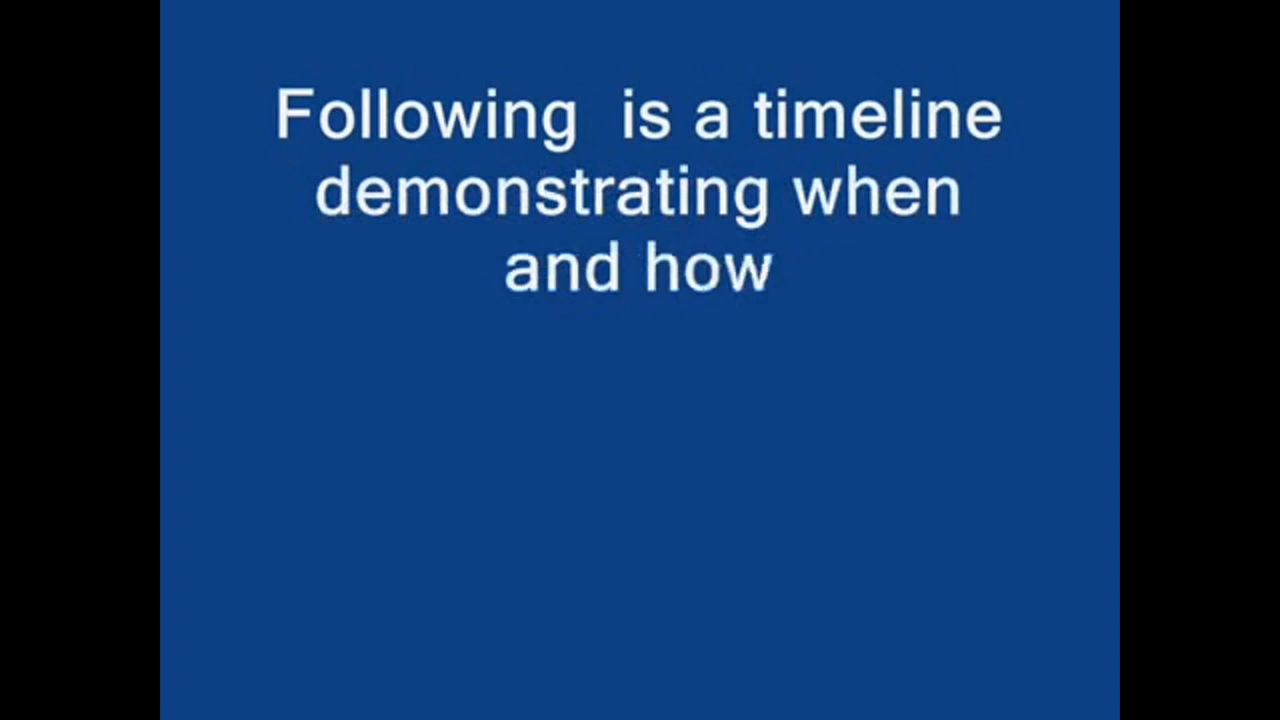 Following  is a timeline
demonstrating when
and how